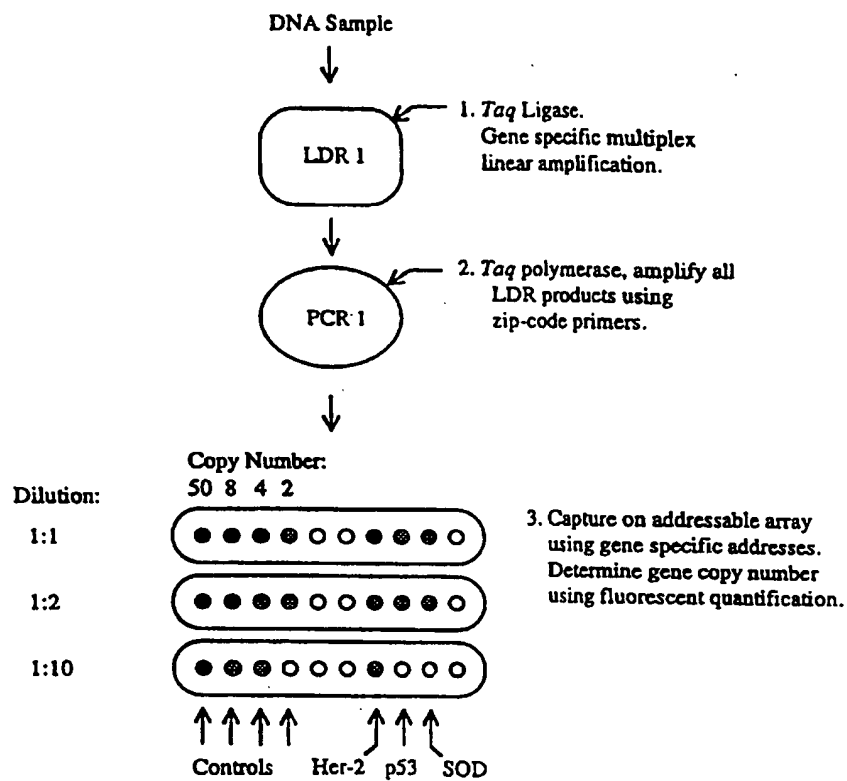 DNA Sample
1. Taq Ligase.
Gene specific multiplex
linear amplification.
LDR 1
2. Taq polymerase, amplify all
LDR products using
zip-code primers.
PCR 1
Copy Number:
50 8 4 2
Dilution:
1:1
1:2
1:10
3. Capture on addressable array
using gene specific addresses.
Determine gene copy number
using fluorescent quantification.
Controls
Her-2
p53
SOD